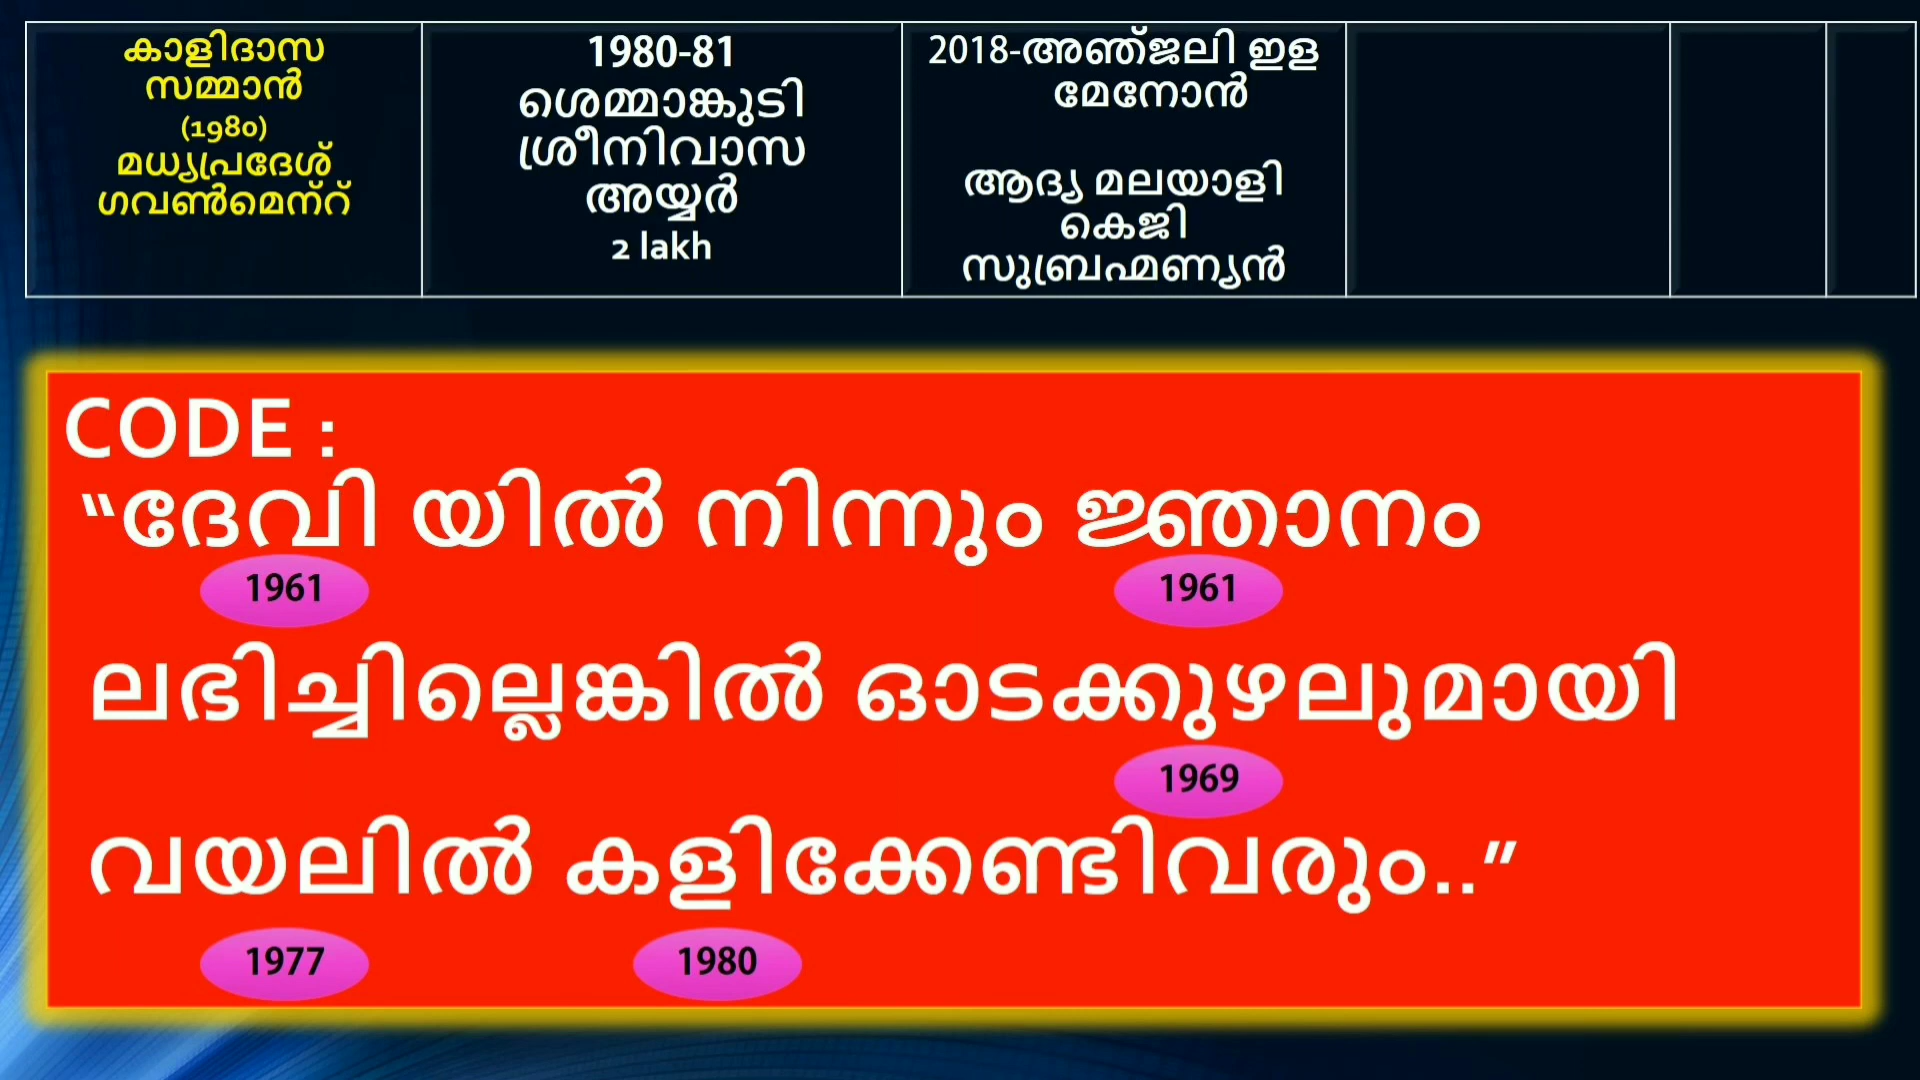 കാളിദാസ
സമ്മാൻ
(1980)
മധ്യപ്രദേശ്
ഗവൺമെന്റ്
1980-81
ശെമ്മാങ്കുടി
ശ്രീനിവാസ
അയ്യർ
2 lakh
2018-അഞ്ജലി ഇള
മേനോൻ
ആദ്യ മലയാളി
കെജി
സുബ്രഹ്മണ്യൻ
CODE :
“ദേവി യിൽ നിന്നും ജ്ഞാനം
1961 1961
ലഭിച്ചില്ലെങ്കിൽ ഓടക്കുഴലുമായി
1969
വയലിൽ കളിക്കേണ്ടിവരും..”
1977 1980